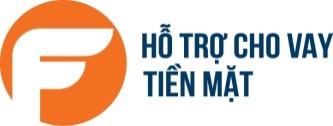 F
HỖ TRỢ CHO VAY
TIỀN MẶT